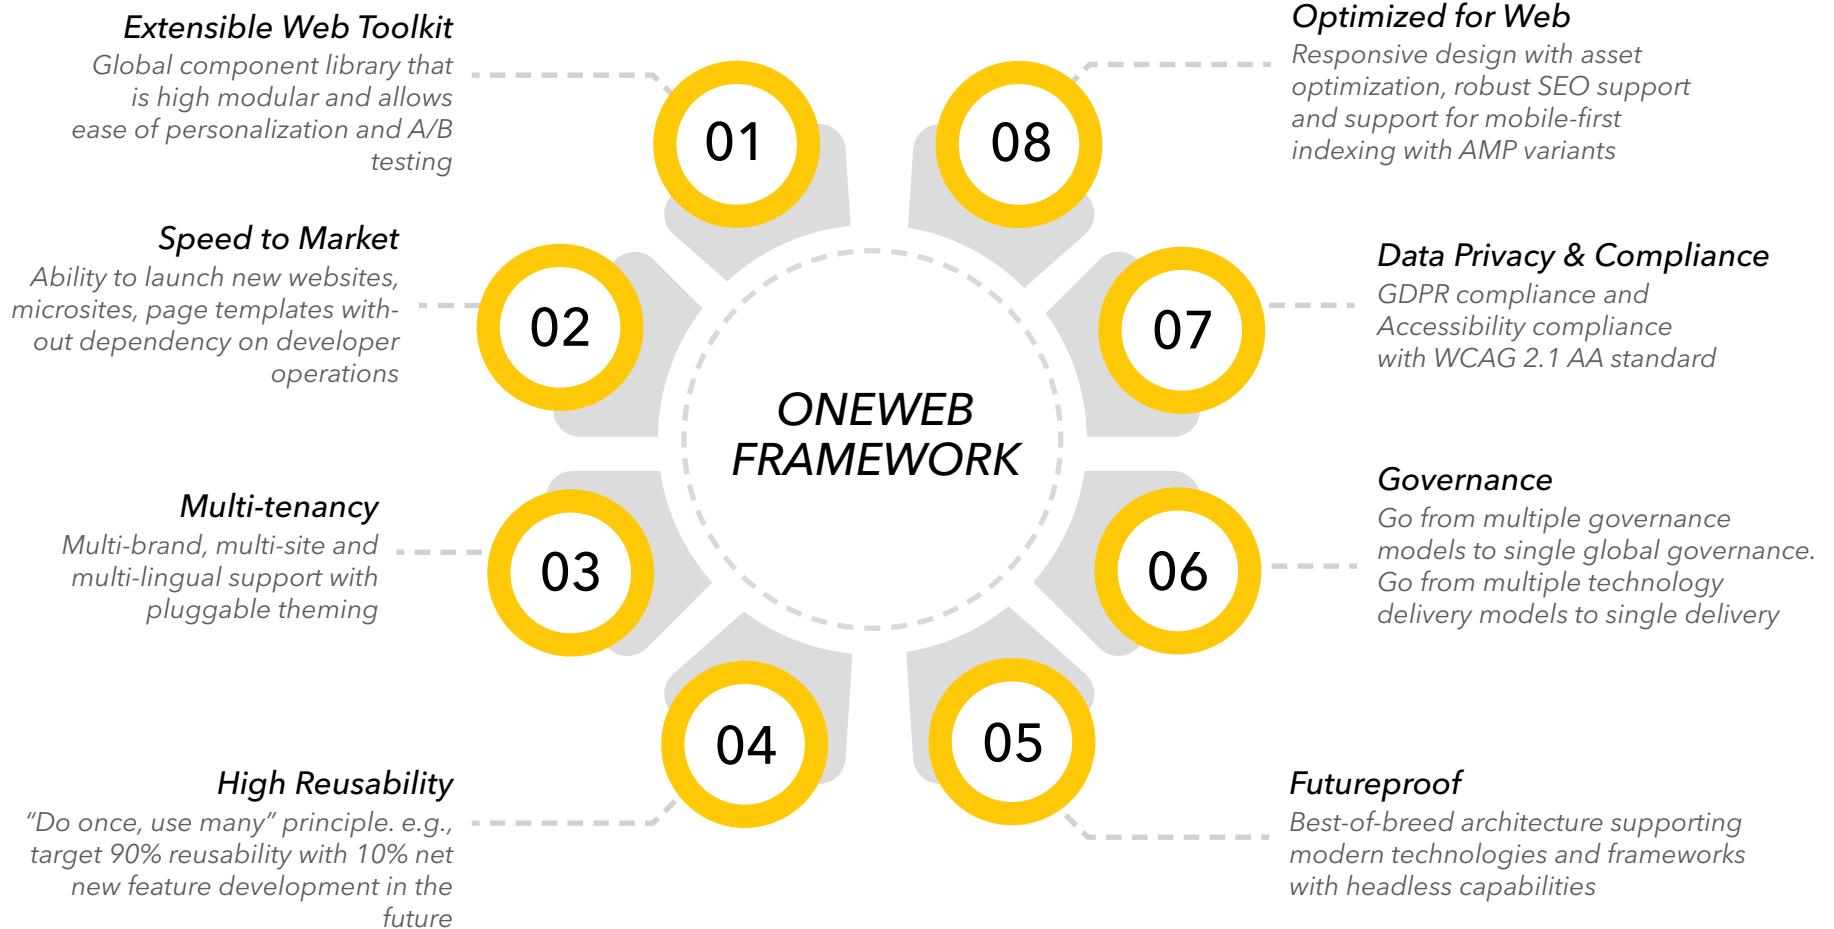 Extensible Web Toolkit
Global component library that
is high modular and allows
ease of personalization and A/B
testing
01
Speed to Market
Ability to launch new websites,
microsites, page templates with-
out dependency on developer
operations
02
Multi-tenancy
Multi-brand, multi-site and
multi-lingual support with
pluggable theming
03
High Reusability
"Do once, use many" principle. e.g.,
target 90% reusability with 10% net
new feature development in the
future
04
ONEWEB
FRAMEWORK
05
Futureproof
Best-of-breed architecture supporting
modern technologies and frameworks
with headless capabilities
06
Governance
Go from multiple governance
models to single global governance.
Go from multiple technology
delivery models to single delivery
07
Data Privacy & Compliance
GDPR compliance and
Accessibility compliance
with WCAG 2.1 AA standard
08
Optimized for Web
Responsive design with asset
optimization, robust SEO support
and support for mobile-first
indexing with AMP variants